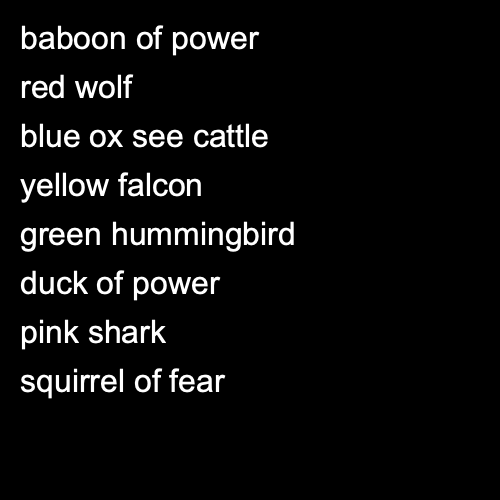 baboon of power
red wolf
blue ox see cattle
yellow falcon
green hummingbird
duck of power
pink shark
squirrel of fear